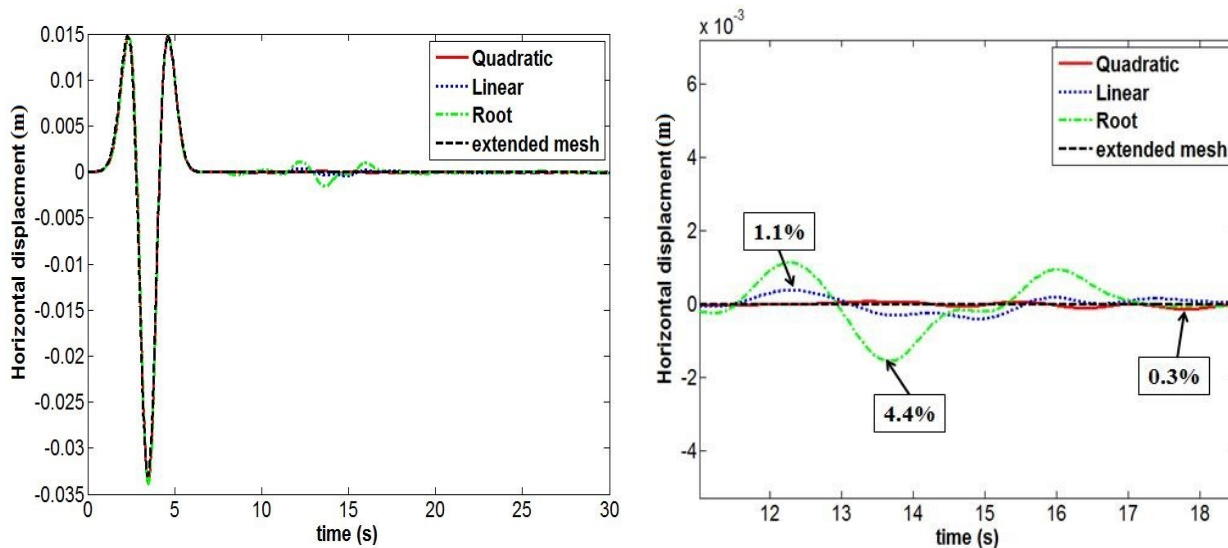 0.015
0.01
0.005
0
-0.005
-0.01
-0.015
-0.02
-0.025
-0.03
-0.035
Horizontal displacment (m)
0 5 10 15 20 25 30
time (s)
Quadratic
Linear
Root
extended mesh
x 10-3
6
4
2
0
-2
-4
Horizontal displacment (m)
12 13 14 15 16 17 18
time (s)
Quadratic
Linear
Root
extended mesh
1.1%
4.4%
0.3%